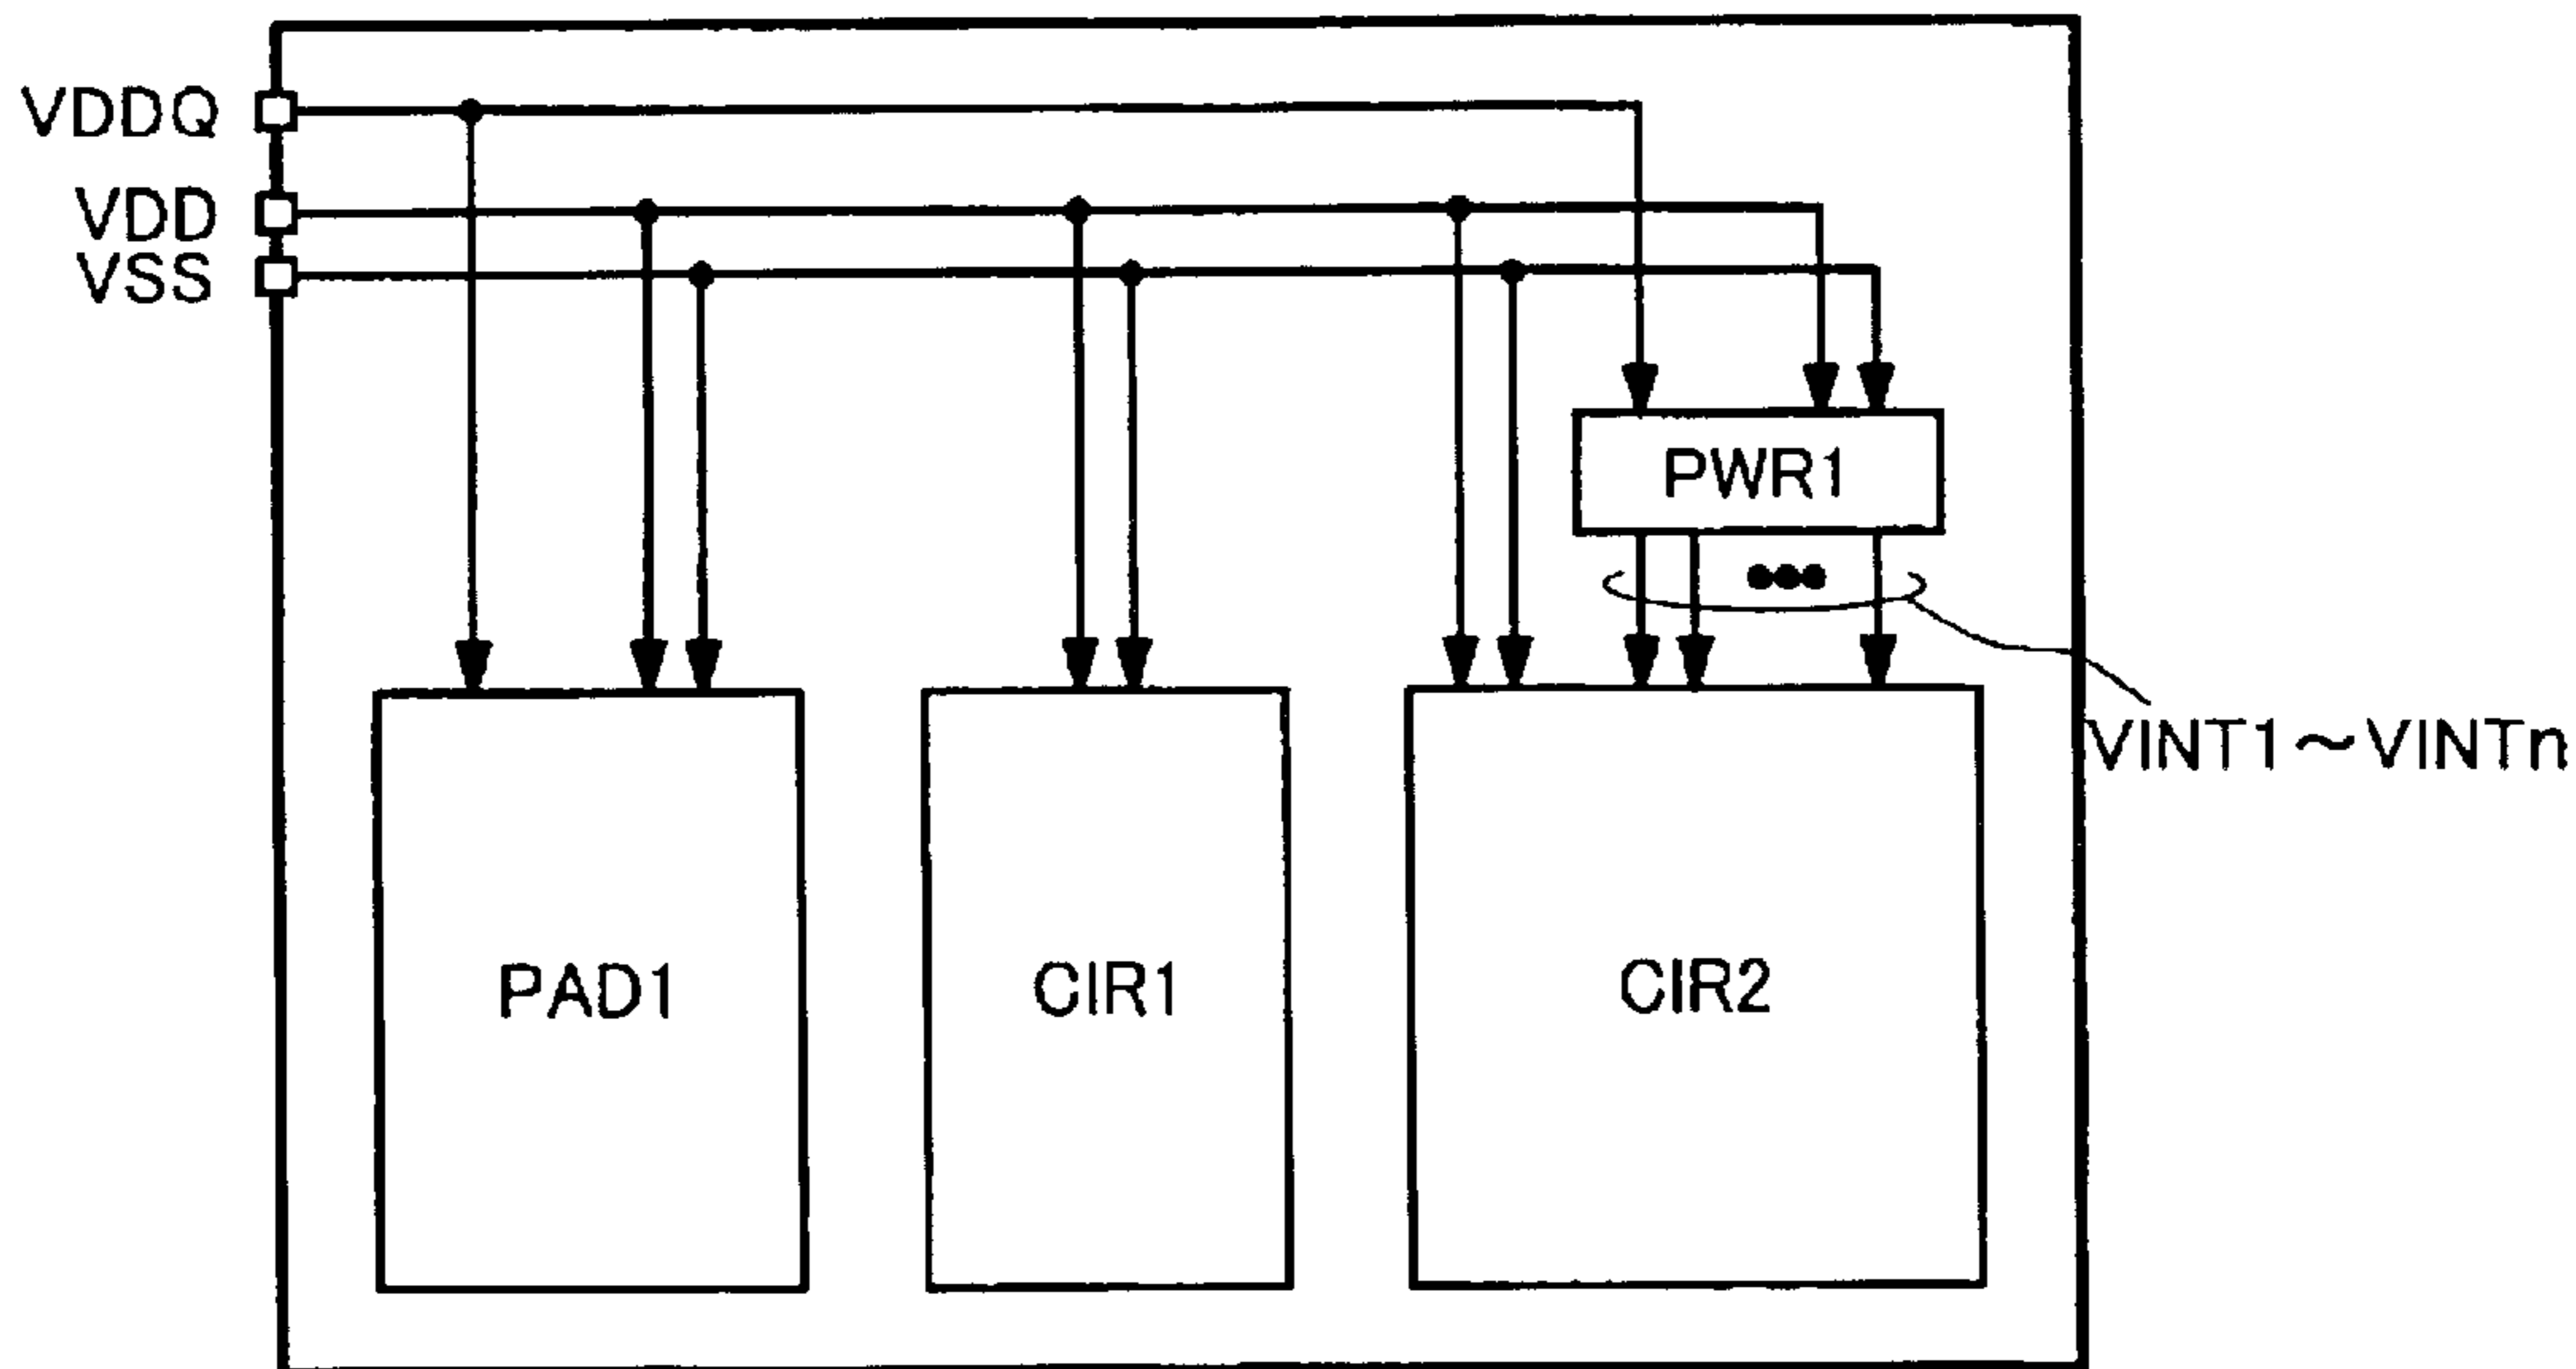 VDDQ
VDD
VSS
PWR1
VINT1～VINTn
PAD1
CIR1
CIR2